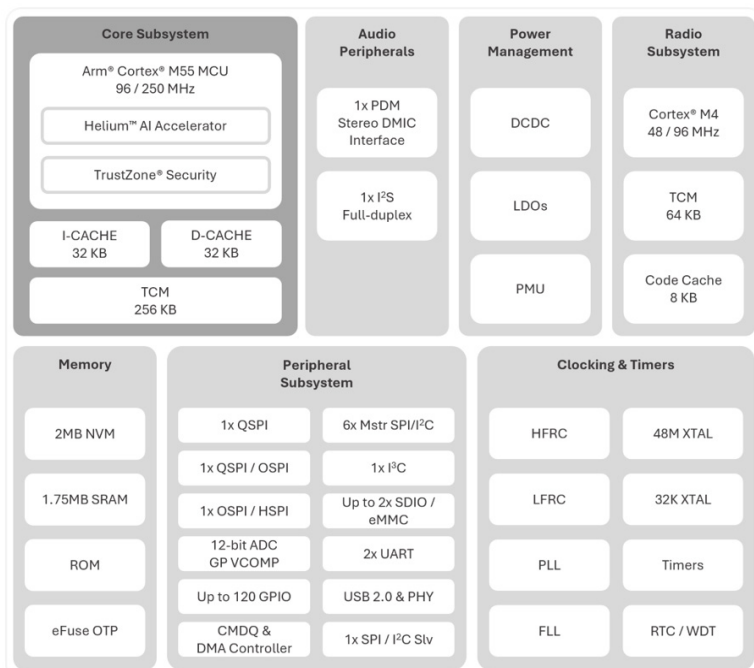 Core Subsystem
Arm® Cortex® M55 MCU
96 / 250 MHz
Helium™ AI Accelerator
TrustZone® Security
I-CACHE
32 KB
D-CACHE
32 KB
TCM
256 KB
Audio
Peripherals
1x PDM
Stereo DMIC
Interface
1x I²S
Full-duplex
Power
Management
DCDC
LDOs
PMU
Radio
Subsystem
Cortex® M4
48 / 96 MHz
TCM
64 KB
Code Cache
8 KB
Memory
2MB NVM
1.75MB SRAM
ROM
eFuse OTP
Peripheral
Subsystem
1x QSPI
6x Mstr SPI/I²C
1x QSPI / OSPI
1x I³C
1x OSPI / HSPI
Up to 2x SDIO /
eMMC
12-bit ADC
GP VCOMP
2x UART
Up to 120 GPIO
USB 2.0 & PHY
CMDQ &
DMA Controller
1x SPI / I²C Slv
Clocking & Timers
HFRC
48M XTAL
LFRC
32K XTAL
PLL
Timers
FLL
RTC / WDT